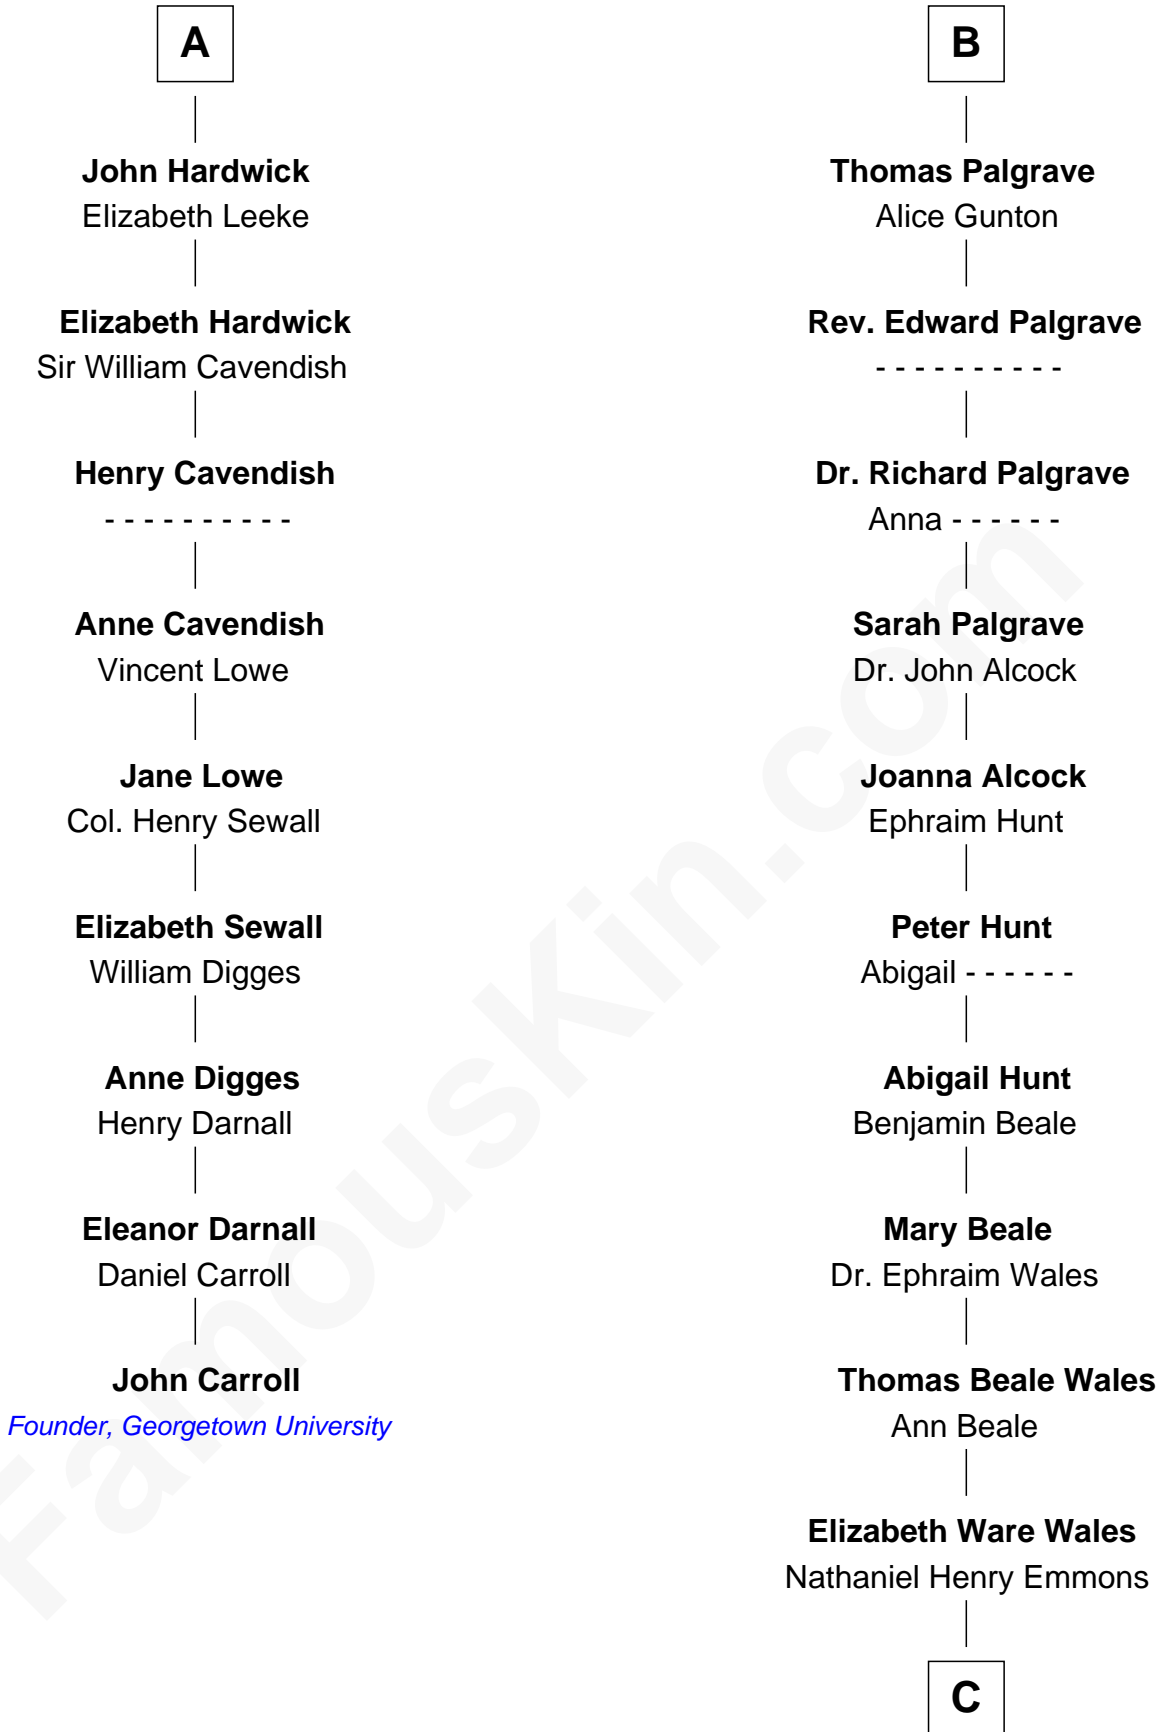 A
John Hardwick
Elizabeth Leeke
Elizabeth Hardwick
Sir William Cavendish
Henry Cavendish
- - - - - - - - - -
Anne Cavendish
Vincent Lowe
Jane Lowe
Col. Henry Sewall
Elizabeth Sewall
William Digges
Anne Digges
Henry Darnall
Eleanor Darnall
Daniel Carroll
John Carroll
Founder, Georgetown University
B
Thomas Palgrave
Alice Gunton
Rev. Edward Palgrave
- - - - - - - - - -
Dr. Richard Palgrave
Anna - - - - - -
Sarah Palgrave
Dr. John Alcock
Joanna Alcock
Ephraim Hunt
Peter Hunt
Abigail - - - - - -
Abigail Hunt
Benjamin Beale
Mary Beale
Dr. Ephraim Wales
Thomas Beale Wales
Ann Beale
Elizabeth Ware Wales
Nathaniel Henry Emmons
C
FamousKin.com